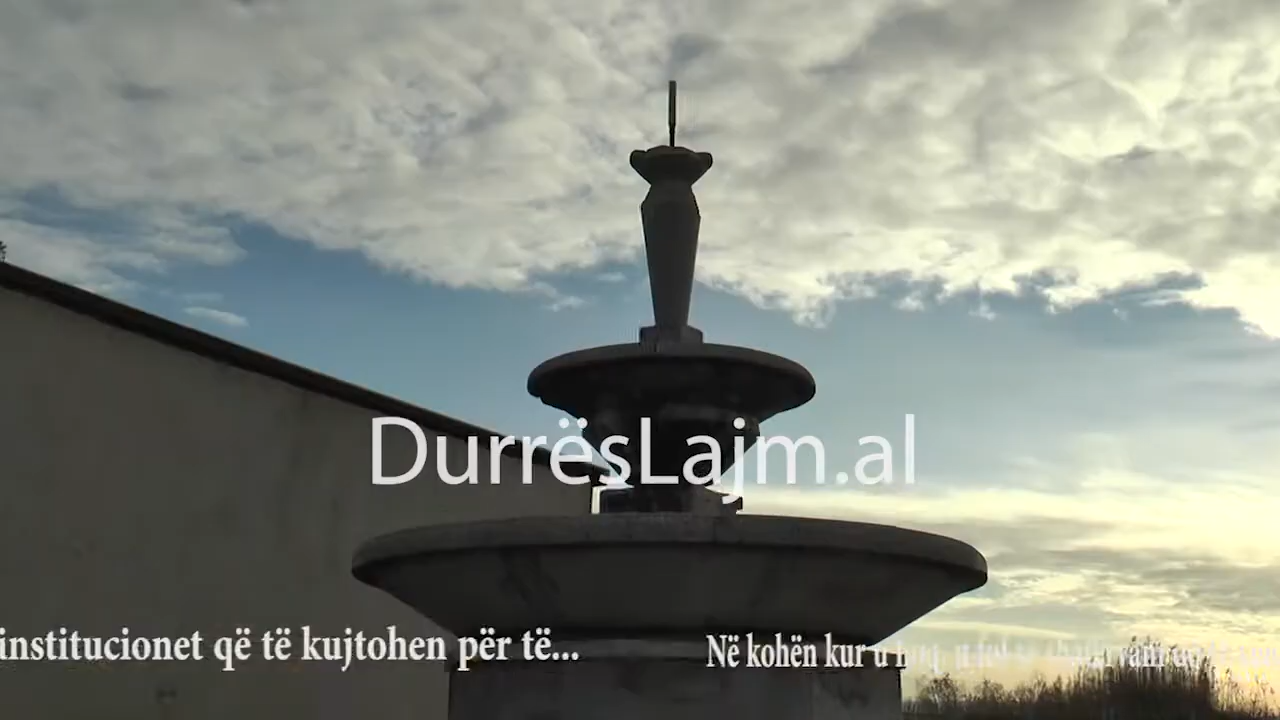 DurrësLajm.al
institucionet që të kujtohen për të...
Në kohën kur u